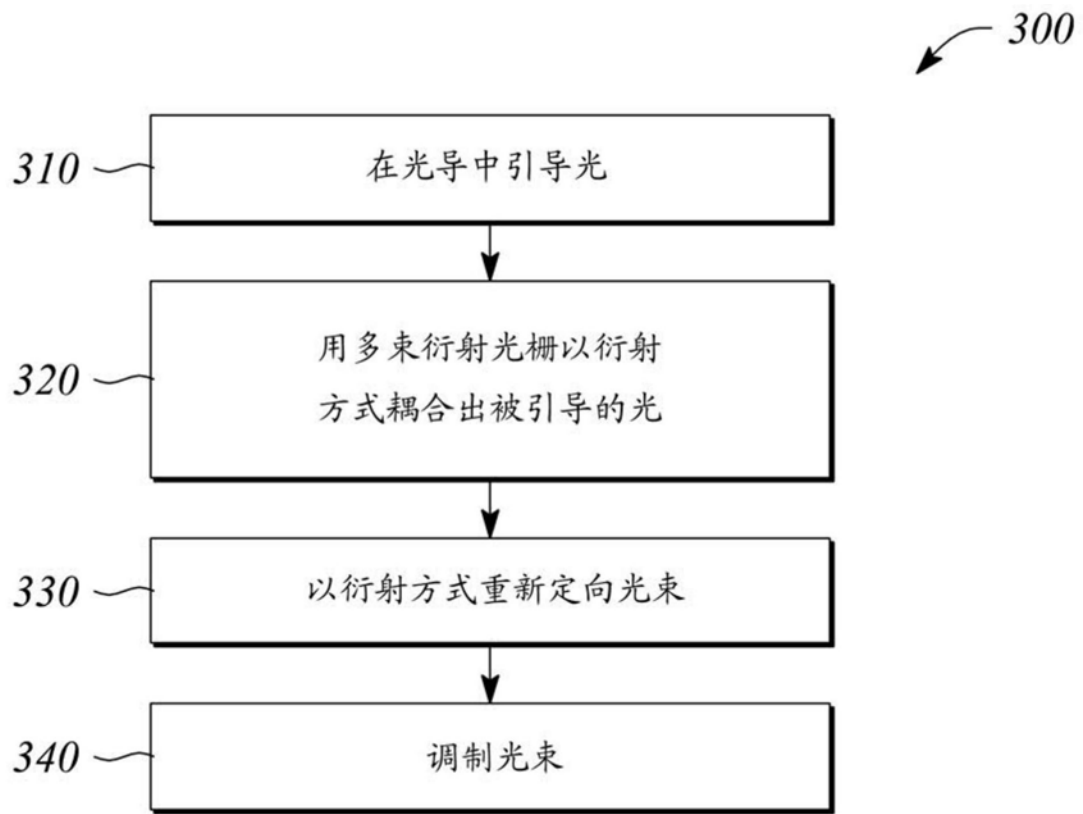 300
310
在光导中引导光
320
用多束衍射光栅以衍射
方式耦合出被引导的光
330
以衍射方式重新定向光束
340
调制光束